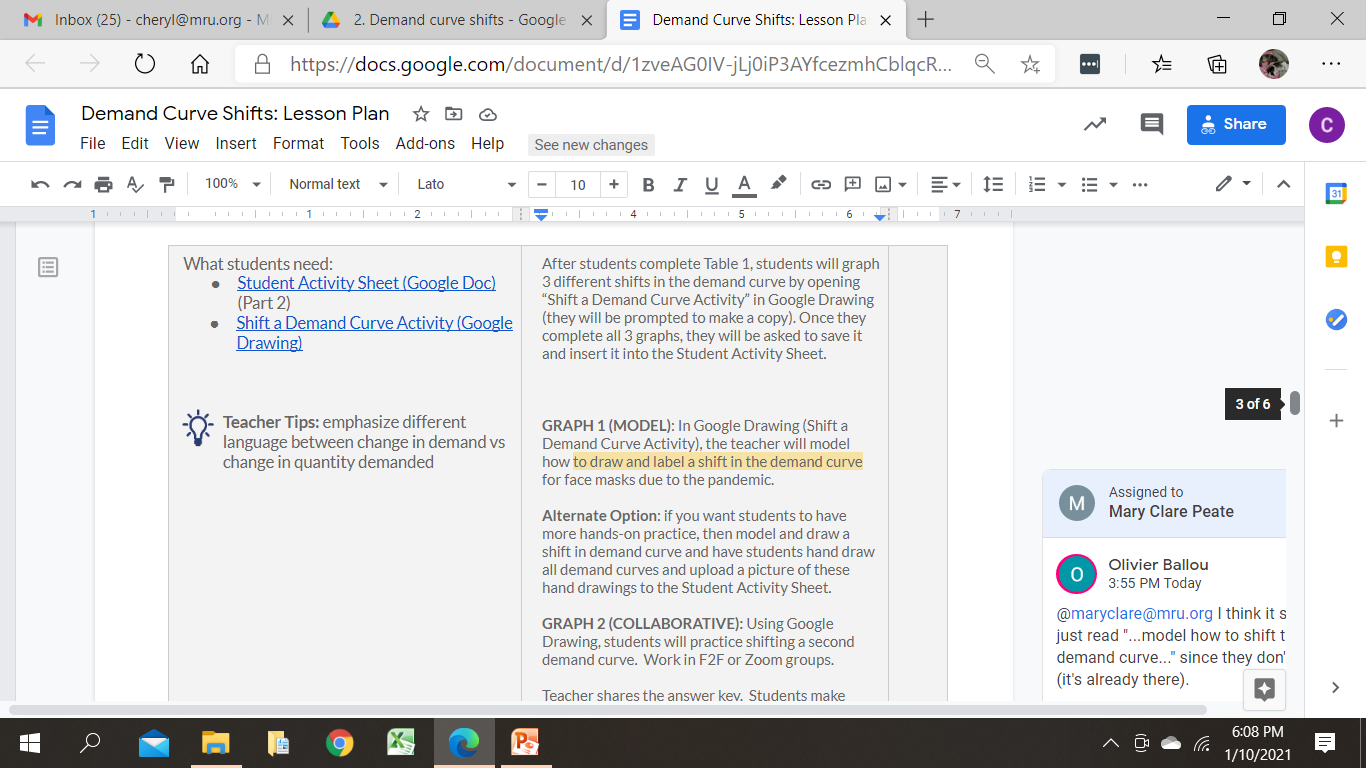 Inbox (25) - cheryl@mru.org - M
2. Demand curve shifts - Google
Demand Curve Shifts: Lesson Pla
https://docs.google.com/document/d/1zveAG0IV-jLj0iP3AYfcezmhCblqcR...
Demand Curve Shifts: Lesson Plan
File Edit View Insert Format Tools Add-ons Help See new changes
Share
C
100% Normal text Lato 10 B I U A
31
1 1 2 4 5 6 7
What students need:
● Student Activity Sheet (Google Doc)
(Part 2)
● Shift a Demand Curve Activity (Google
Drawing)
Teacher Tips: emphasize different
language between change in demand vs
change in quantity demanded
After students complete Table 1, students will graph
3 different shifts in the demand curve by opening
“Shift a Demand Curve Activity” in Google Drawing
(they will be prompted to make a copy). Once they
complete all 3 graphs, they will be asked to save it
and insert it into the Student Activity Sheet.
GRAPH 1 (MODEL): In Google Drawing (Shift a
Demand Curve Activity), the teacher will model
how to draw and label a shift in the demand curve
for face masks due to the pandemic.
Alternate Option: if you want students to have
more hands-on practice, then model and draw a
shift in demand curve and have students hand draw
all demand curves and upload a picture of these
hand drawings to the Student Activity Sheet.
GRAPH 2 (COLLABORATIVE): Using Google
Drawing, students will practice shifting a second
demand curve. Work in F2F or Zoom groups.
Teacher shares the answer key. Students make
3 of 6
M
Assigned to
Mary Clare Peate
O
Olivier Ballou
3:55 PM Today
@maryclare@mru.org I think it s
just read "...model how to shift t
demand curve..." since they don'
(it's already there).
6:08 PM
1/10/2021